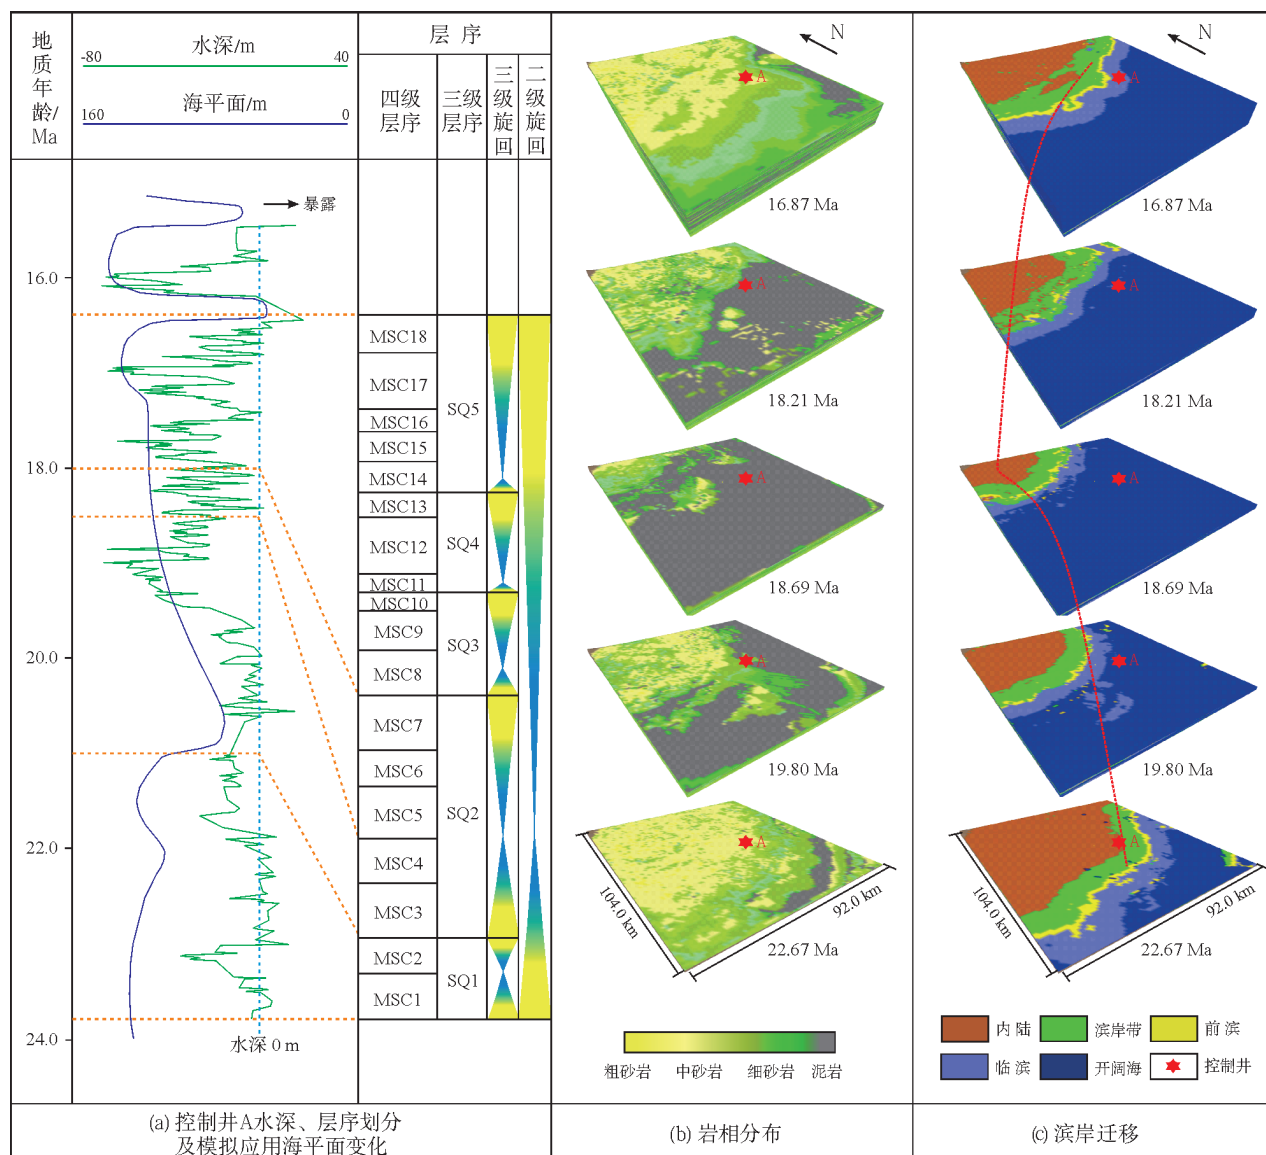 地质年龄/Ma
水深/m
-80
40
海平面/m
160
0
层序
四级层序
三级层序
三级旋回
二级旋回
暴露
16.0
18.0
20.0
22.0
24.0
水深 0 m
MSC18
MSC17
MSC16
MSC15
MSC14
MSC13
MSC12
MSC11
MSC10
MSC9
MSC8
MSC7
MSC6
MSC5
MSC4
MSC3
MSC2
MSC1
SQ5
SQ4
SQ3
SQ2
SQ1
(a) 控制井A水深、层序划分
及模拟应用海平面变化
N
A
16.87 Ma
A
18.21 Ma
A
18.69 Ma
A
19.80 Ma
A
104.0 km
92.0 km
22.67 Ma
粗砂岩
中砂岩
细砂岩
泥岩
(b) 岩相分布
N
A
16.87 Ma
A
18.21 Ma
A
18.69 Ma
A
19.80 Ma
A
104.0 km
92.0 km
22.67 Ma
内陆
滨岸带
前滨
临滨
开阔海
控制井
(c) 滨岸迁移